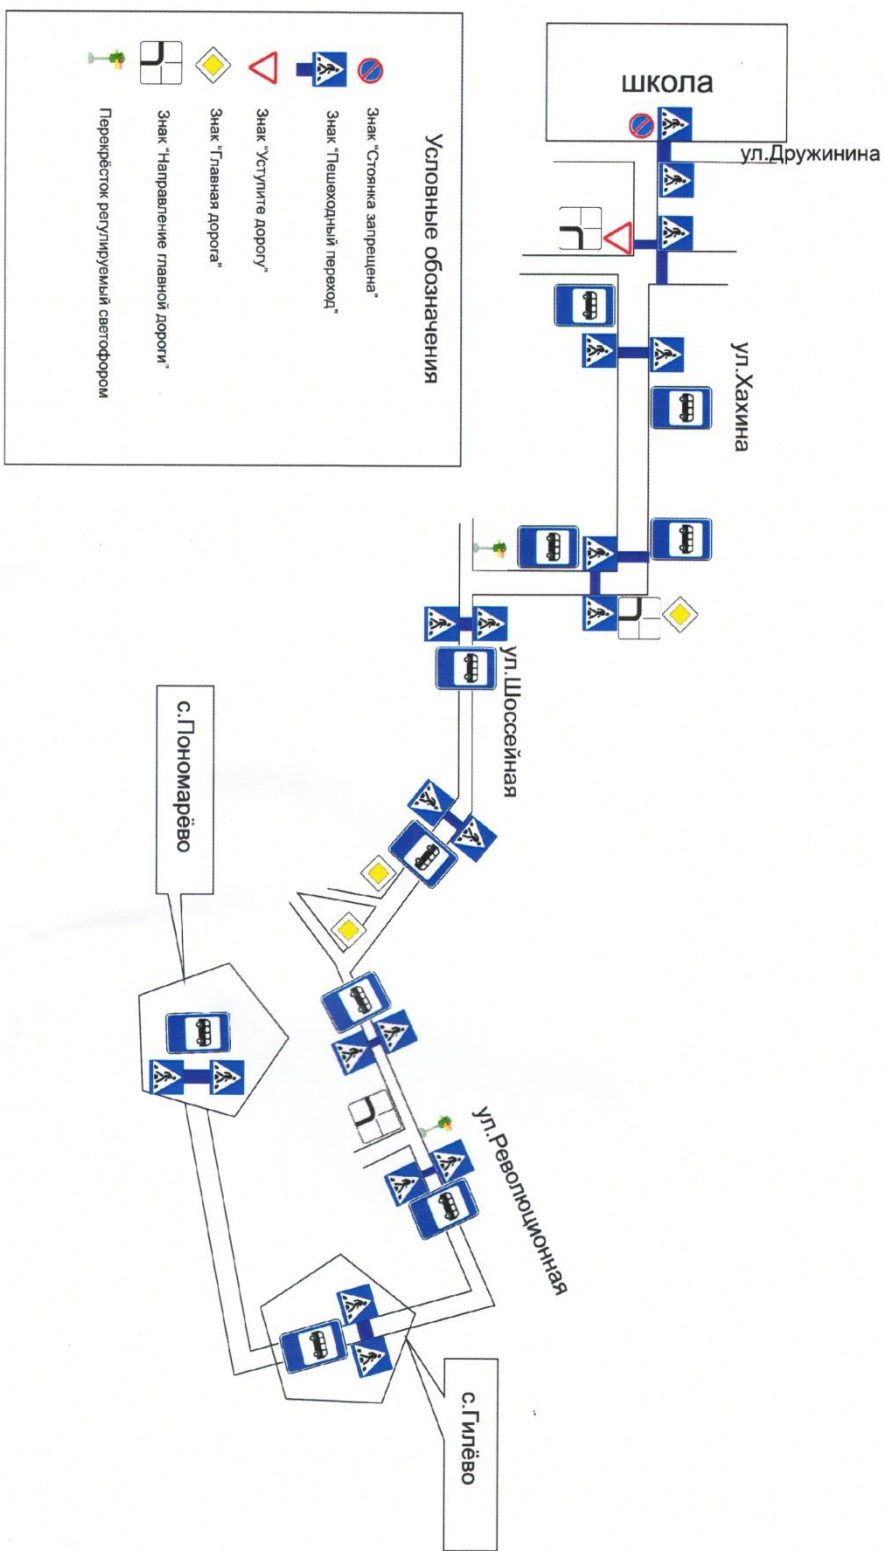 школа
ул.Дружинина
ул.Хахина
ул.Шоссейная
ул.Революционная
с.Пономарёво
с.Гилёво
Условные обозначения
Знак "Стоянка запрещена"
Знак "Пешеходный переход"
Знак "Уступите дорогу"
Знак "Главная дорога"
Знак "Направление главной дороги"
Перекрёсток регулируемый светофором